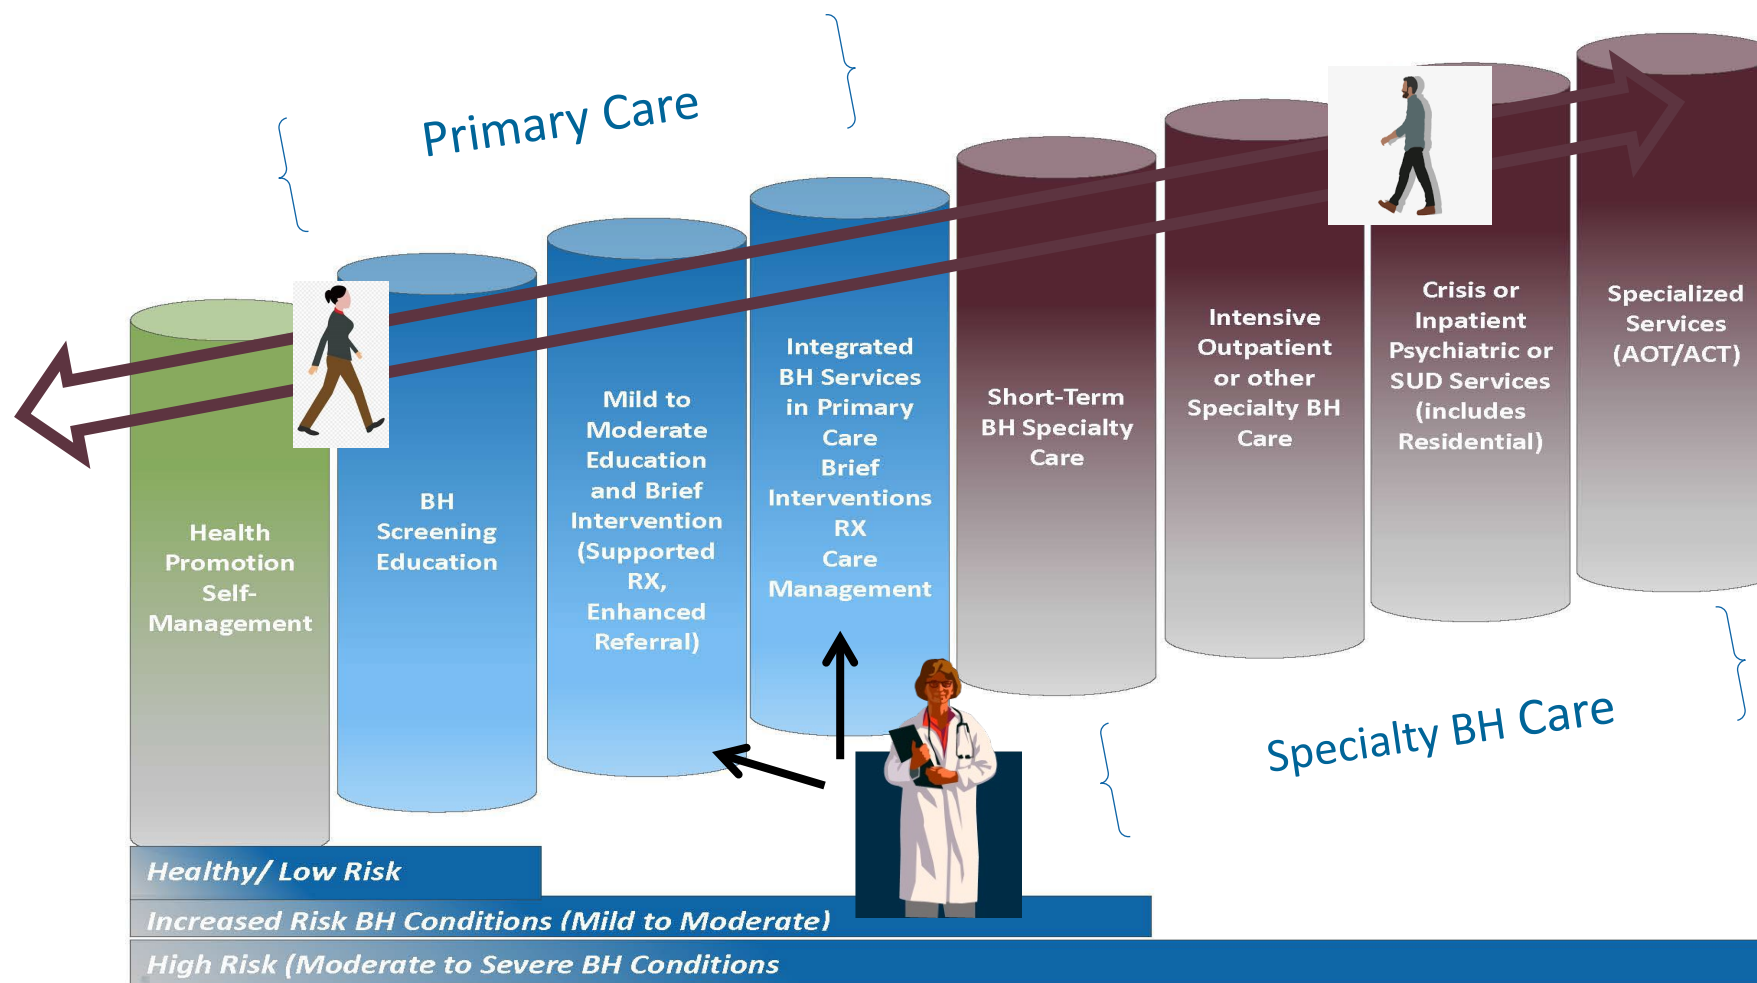 Primary Care
Health
Promotion
Self-
Management
BH
Screening
Education
Mild to
Moderate
Education
and Brief
Intervention
(Supported
RX,
Enhanced
Referral)
Integrated
BH Services
in Primary
Care
Brief
Interventions
RX
Care
Management
Short-Term
BH Specialty
Care
Intensive
Outpatient
or other
Specialty BH
Care
Crisis or
Inpatient
Psychiatric or
SUD Services
(includes
Residential)
Specialized
Services
(AOT/ACT)
Specialty BH Care
Healthy/ Low Risk
Increased Risk BH Conditions (Mild to Moderate)
High Risk (Moderate to Severe BH Conditions